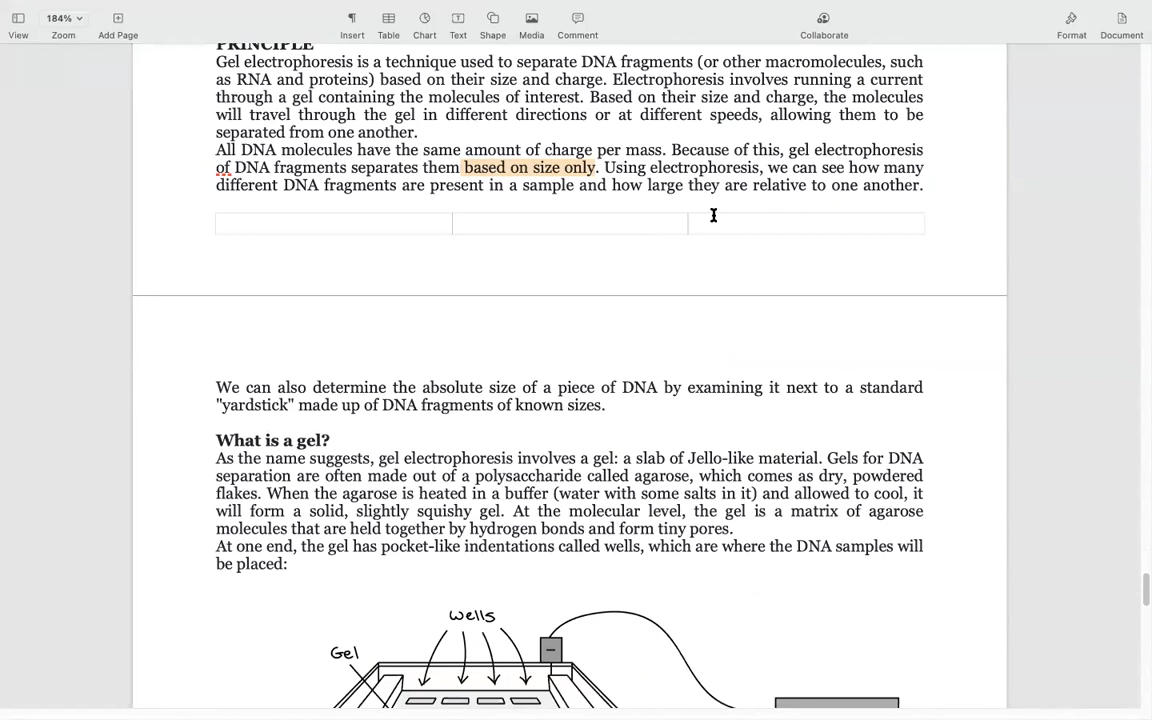 184%
View
Zoom
Add Page
Insert
Table
Chart
Text
Shape
Media
Comment
Collaborate
Format
Document
PRINCIPLE
Gel electrophoresis is a technique used to separate DNA fragments (or other macromolecules, such
as RNA and proteins) based on their size and charge. Electrophoresis involves running a current
through a gel containing the molecules of interest. Based on their size and charge, the molecules
will travel through the gel in different directions or at different speeds, allowing them to be
separated from one another.
All DNA molecules have the same amount of charge per mass. Because of this, gel electrophoresis
of DNA fragments separates them based on size only. Using electrophoresis, we can see how many
different DNA fragments are present in a sample and how large they are relative to one another.
We can also determine the absolute size of a piece of DNA by examining it next to a standard
"yardstick" made up of DNA fragments of known sizes.
What is a gel?
As the name suggests, gel electrophoresis involves a gel: a slab of Jello-like material. Gels for DNA
separation are often made out of a polysaccharide called agarose, which comes as dry, powdered
flakes. When the agarose is heated in a buffer (water with some salts in it) and allowed to cool, it
will form a solid, slightly squishy gel. At the molecular level, the gel is a matrix of agarose
molecules that are held together by hydrogen bonds and form tiny pores.
At one end, the gel has pocket-like indentations called wells, which are where the DNA samples will
be placed:
wells
Gel
−